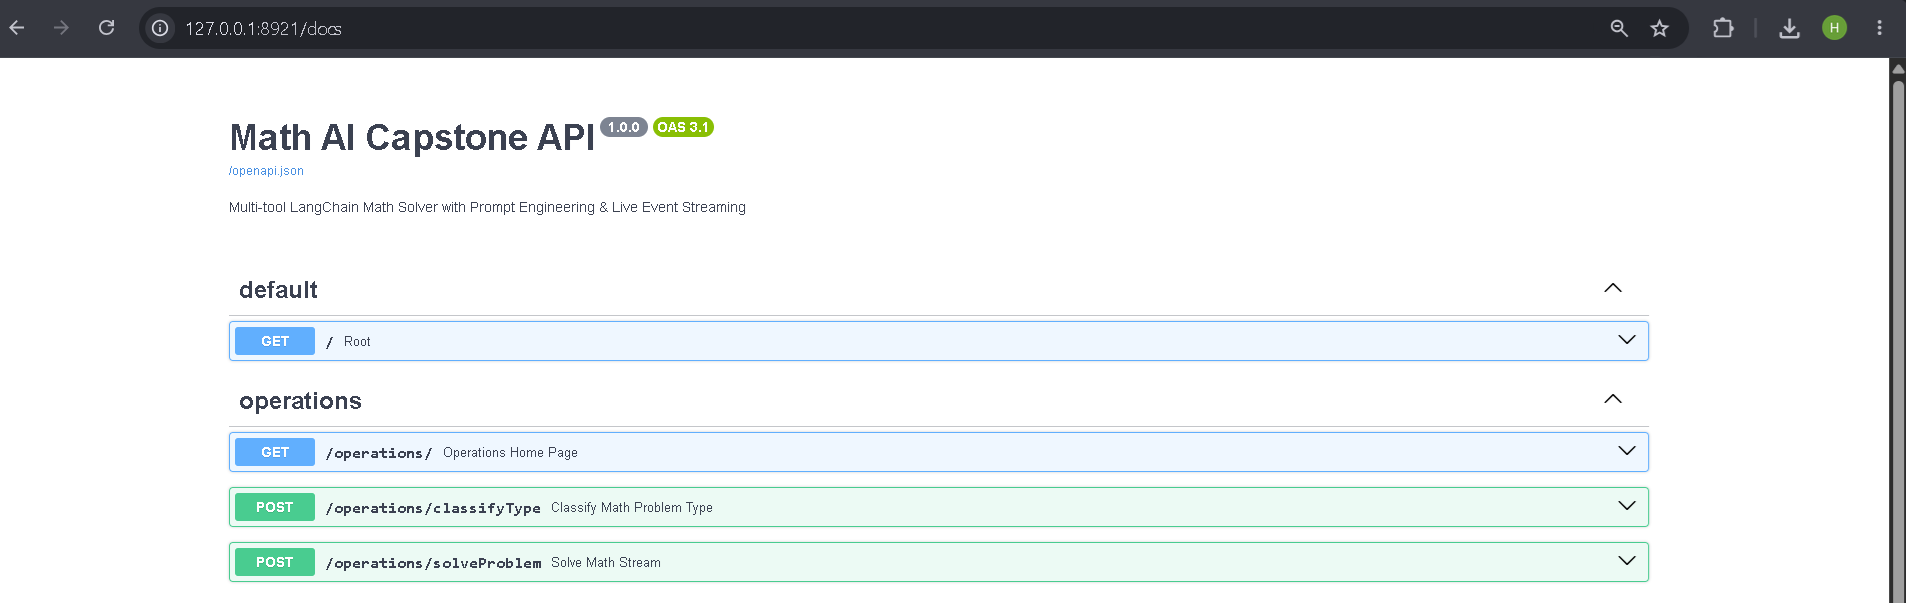 127.0.0.1:8921/docs
H
Math AI Capstone API 1.0.0 OAS 3.1
/openapi.json
Multi-tool LangChain Math Solver with Prompt Engineering & Live Event Streaming
default
GET / Root
operations
GET /operations/ Operations Home Page
POST /operations/classifyType Classify Math Problem Type
POST /operations/solveProblem Solve Math Stream